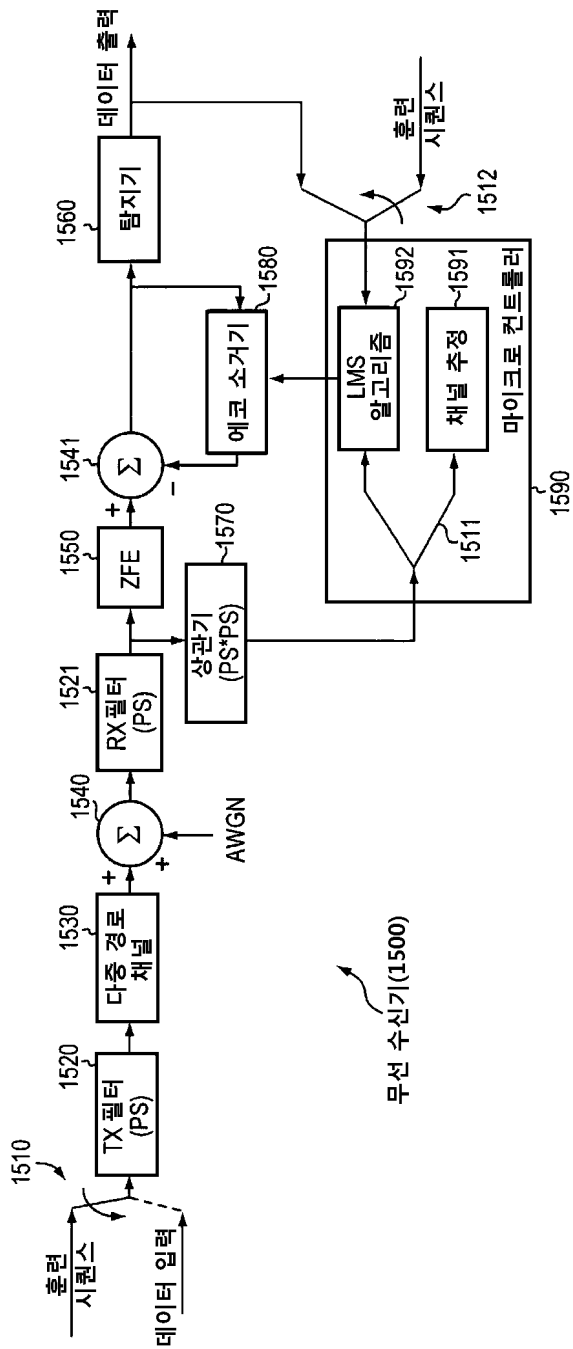 훈련
시퀀스
데이터 입력
1510
TX 필터
(PS)
1520
다중 경로
채널
1530
+
+
Σ
1540
AWGN
RX필터
(PS)
1521
상관기
(PS*PS)
1570
ZFE
1550
+
−
Σ
1541
에코 소거기
1580
탐지기
1560
데이터 출력
훈련
시퀀스
1512
LMS
알고리즘
1592
채널 추정
1591
마이크로 컨트롤러
1511
1590
무선 수신기(1500)